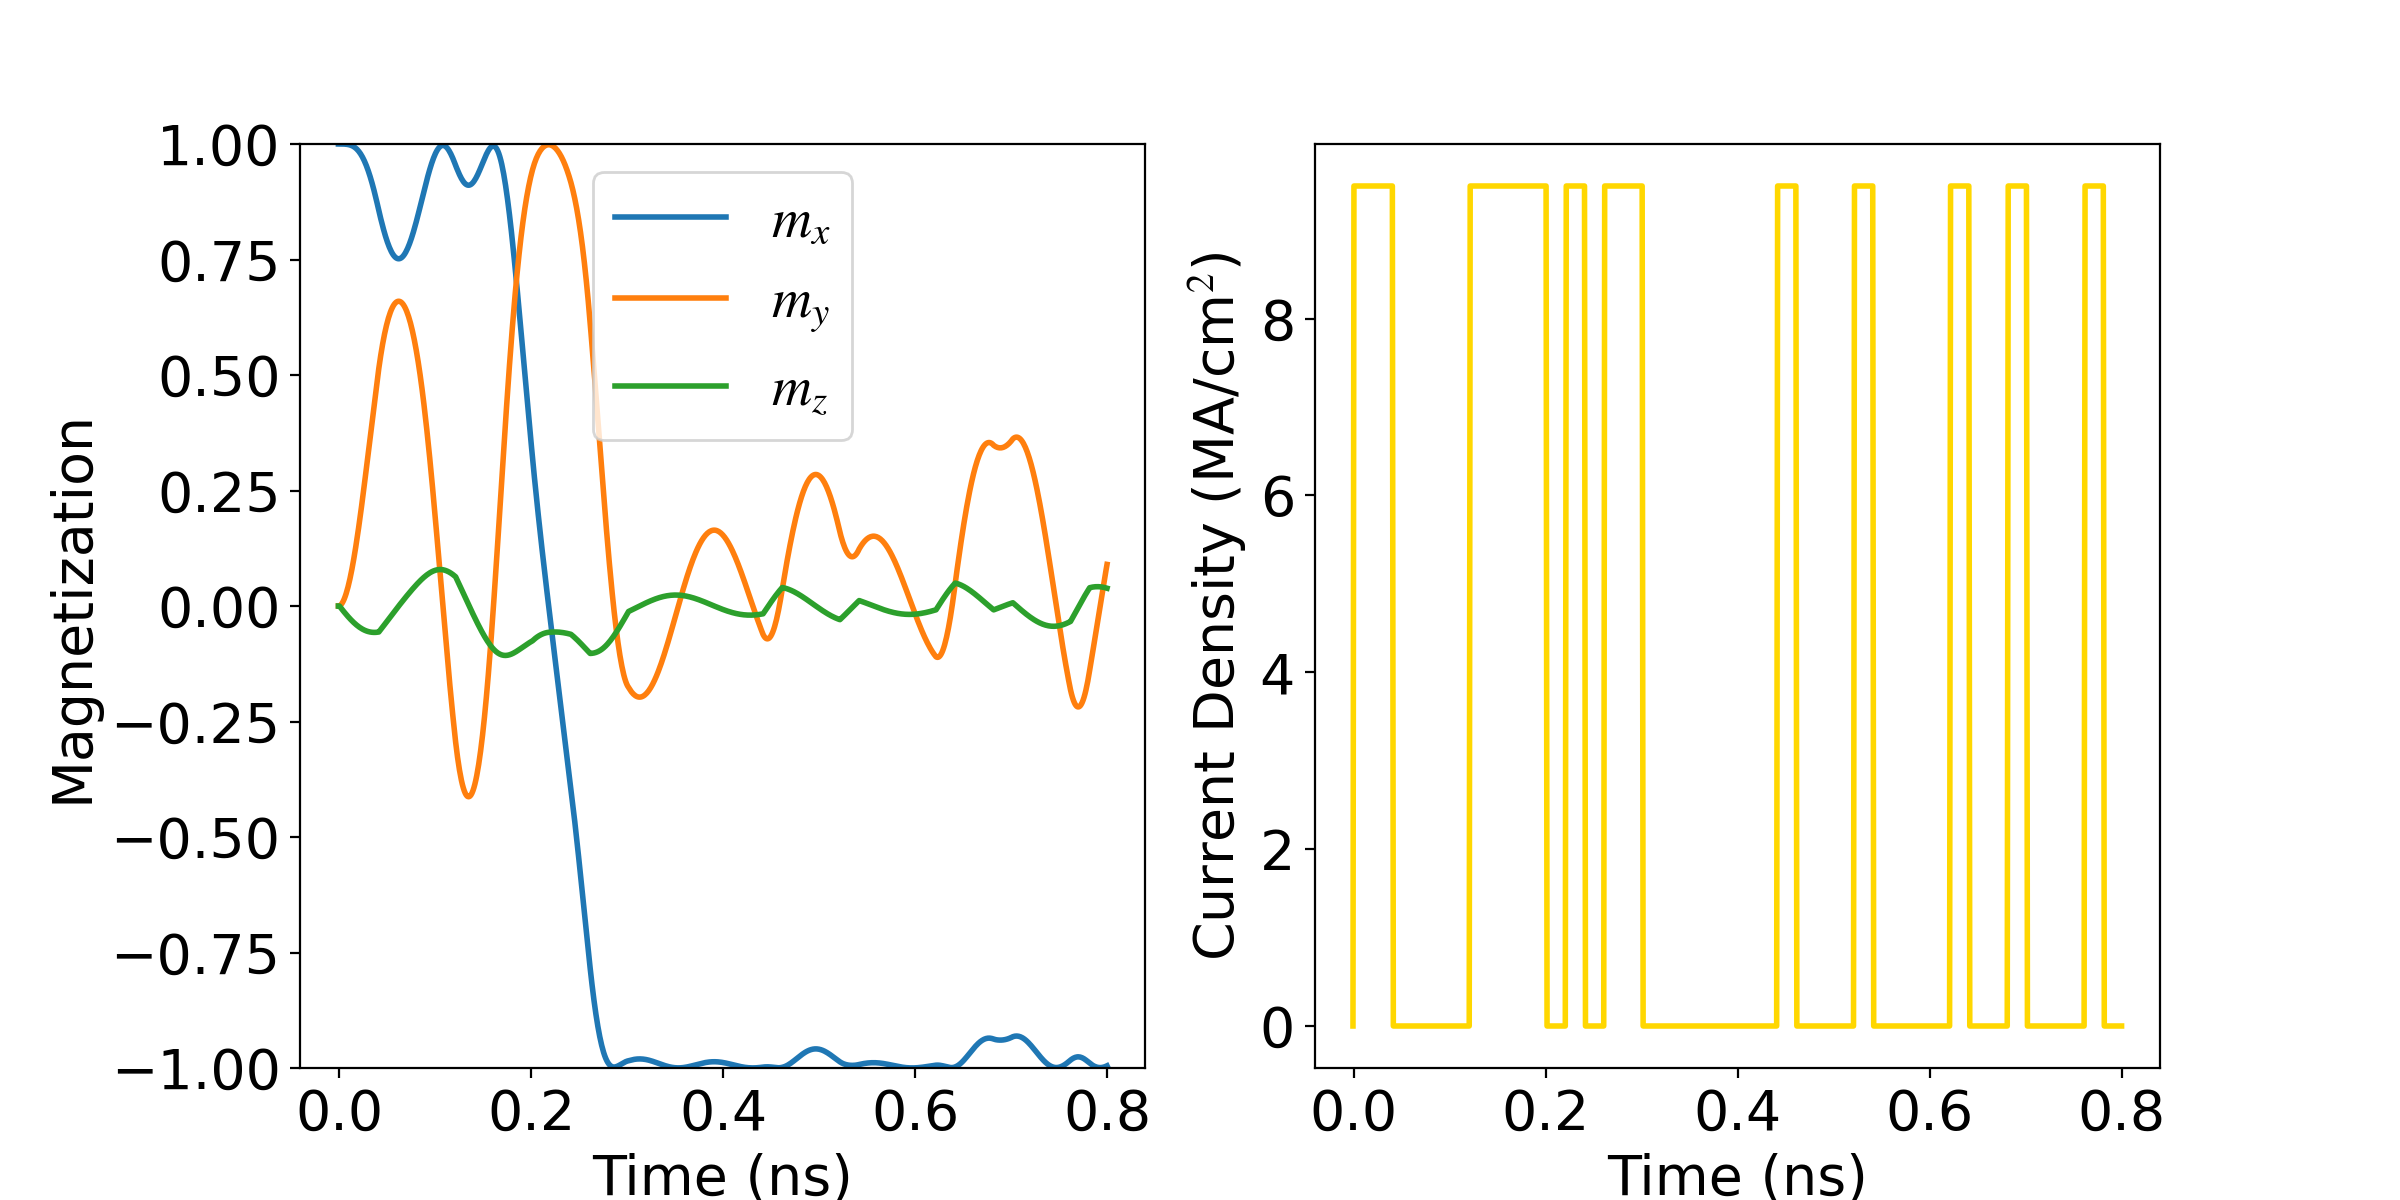 1.00
0.75
0.50
0.25
0.00
−0.25
−0.50
−0.75
−1.00
Magnetization
0.0 0.2 0.4 0.6 0.8
Time (ns)
mₓ
m_y
m_z
8
6
4
2
0
Current Density (MA/cm²)
0.0 0.2 0.4 0.6 0.8
Time (ns)